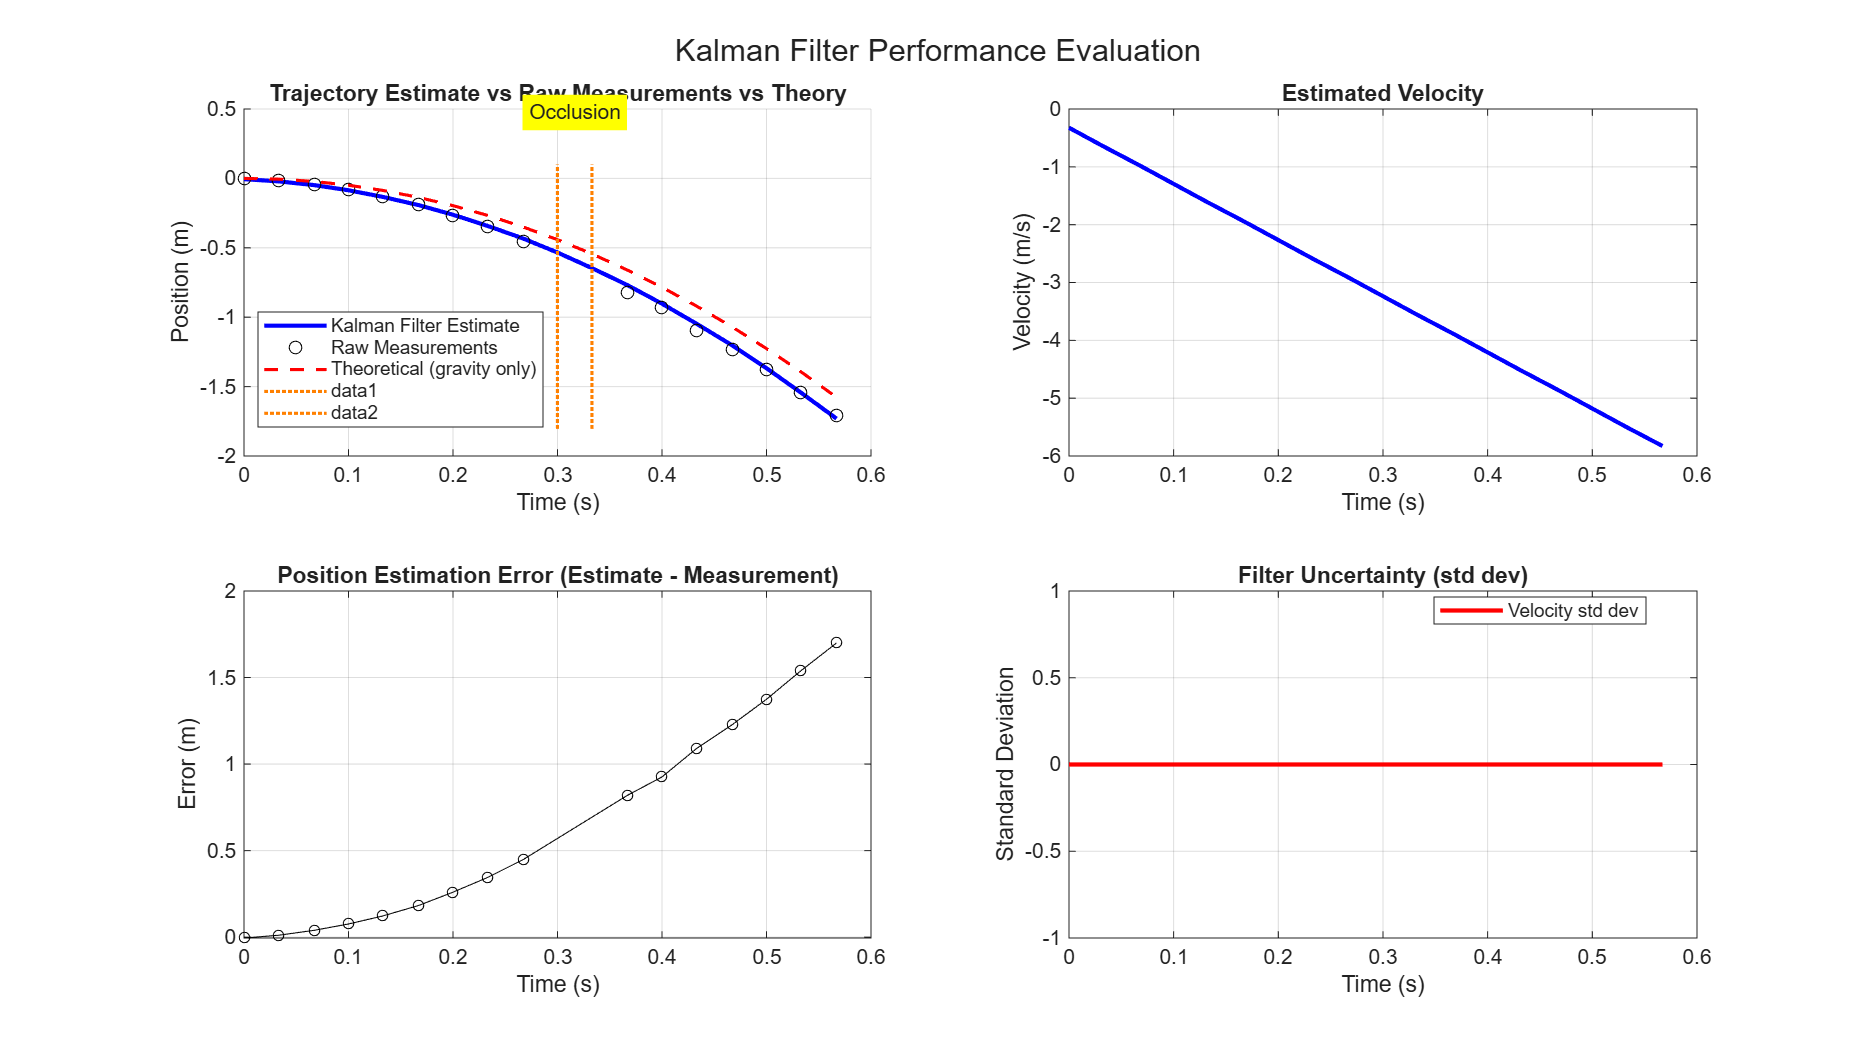 Kalman Filter Performance Evaluation
Trajectory Estimate vs Raw Measurements vs Theory
Occlusion
0.5
0
-0.5
-1
-1.5
-2
Position (m)
Kalman Filter Estimate
Raw Measurements
Theoretical (gravity only)
data1
data2
0 0.1 0.2 0.3 0.4 0.5 0.6
Time (s)
Estimated Velocity
0
-1
-2
-3
-4
-5
-6
Velocity (m/s)
0 0.1 0.2 0.3 0.4 0.5 0.6
Time (s)
Position Estimation Error (Estimate - Measurement)
2
1.5
1
0.5
0
Error (m)
0 0.1 0.2 0.3 0.4 0.5 0.6
Time (s)
Filter Uncertainty (std dev)
Velocity std dev
1
0.5
0
-0.5
-1
Standard Deviation
0 0.1 0.2 0.3 0.4 0.5 0.6
Time (s)